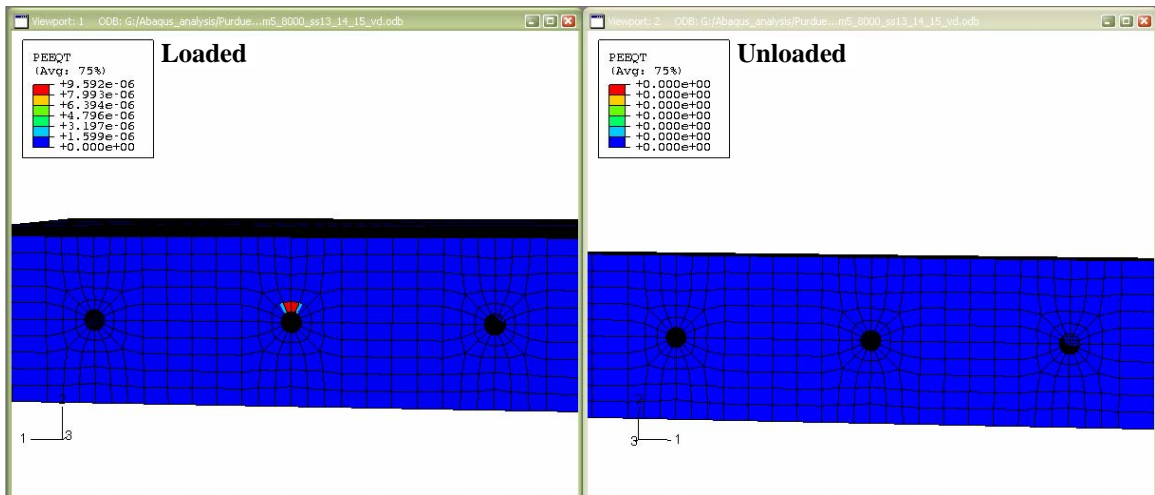 Viewport: 1 ODB: G:/Abaqus_analysis/Purdue...m5_8000_ss13_14_15_vd.odb
Loaded
PEEQT
(Avg: 75%)
+9.592e-06
+7.993e-06
+6.394e-06
+4.796e-06
+3.197e-06
+1.599e-06
+0.000e+00
1
3
Viewport: 2 ODB: G:/Abaqus_analysis/Purdue...m5_8000_ss13_14_15_vd.odb
Unloaded
PEEQT
(Avg: 75%)
+0.000e+00
+0.000e+00
+0.000e+00
+0.000e+00
+0.000e+00
+0.000e+00
+0.000e+00
3
1